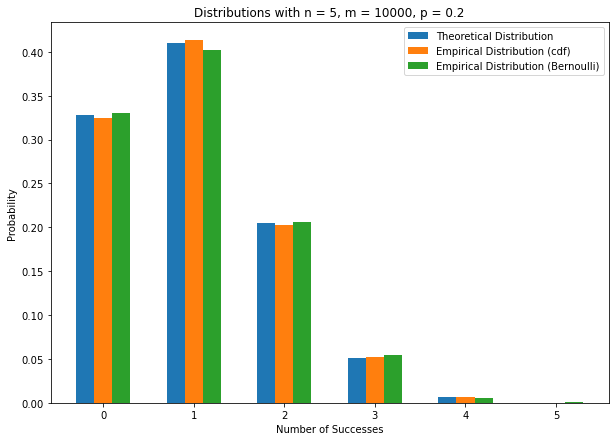 Distributions with n = 5, m = 10000, p = 0.2
Theoretical Distribution
Empirical Distribution (cdf)
Empirical Distribution (Bernoulli)
Probability
0.40
0.35
0.30
0.25
0.20
0.15
0.10
0.05
0.00
0 1 2 3 4 5
Number of Successes